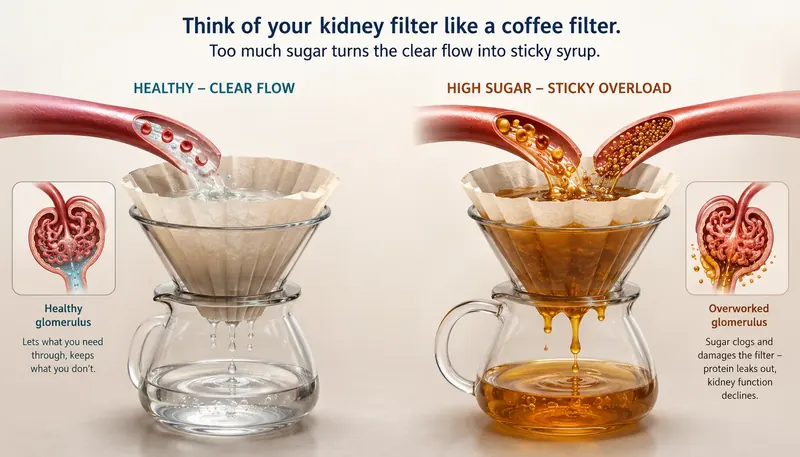 Think of your kidney filter like a coffee filter.
Too much sugar turns the clear flow into sticky syrup.
HEALTHY – CLEAR FLOW
HIGH SUGAR – STICKY OVERLOAD
Healthy
glomerulus
Lets what you need
through, keeps
what you don't.
Overworked
glomerulus
Sugar clogs and
damages the filter –
protein leaks out,
kidney function
declines.